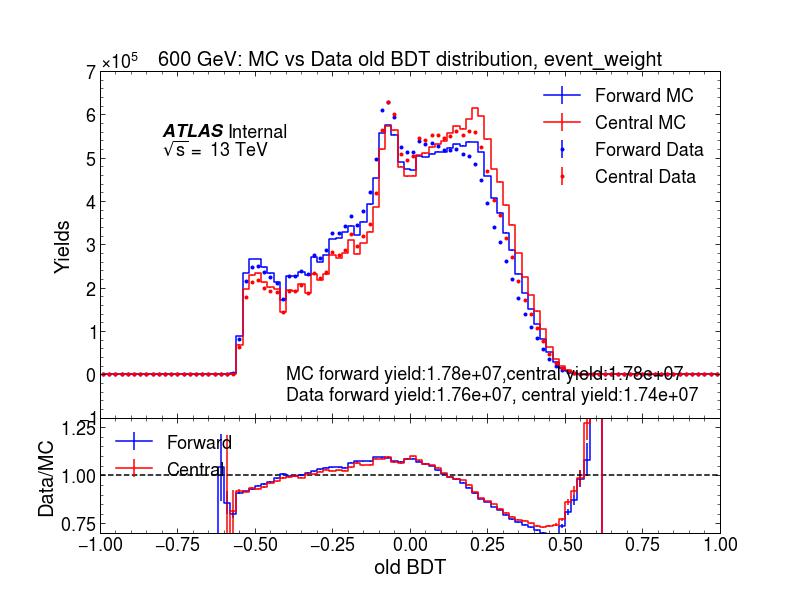 ×10⁵ 600 GeV: MC vs Data old BDT distribution, event_weight
7
6
5
4
3
2
1
0
−1
Yields
ATLAS Internal
√s = 13 TeV
Forward MC
Central MC
Forward Data
Central Data
MC forward yield:1.78e+07,central yield:1.78e+07
Data forward yield:1.76e+07, central yield:1.74e+07
1.25
1.00
0.75
Data/MC
Forward
Central
−1.00 −0.75 −0.50 −0.25 0.00 0.25 0.50 0.75 1.00
old BDT